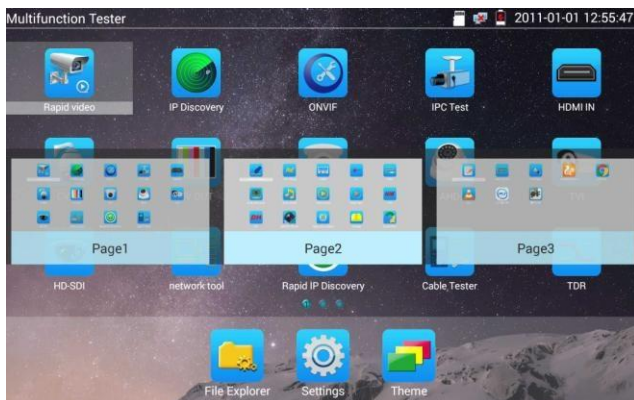 Multifunction Tester
2011-01-01 12:55:47
Rapid video
IP Discovery
ONVIF
IPC Test
HDMI IN
Page1
Page2
Page3
HD-SDI
network tool
Rapid IP Discovery
Cable Tester
TDR
File Explorer
Settings
Theme